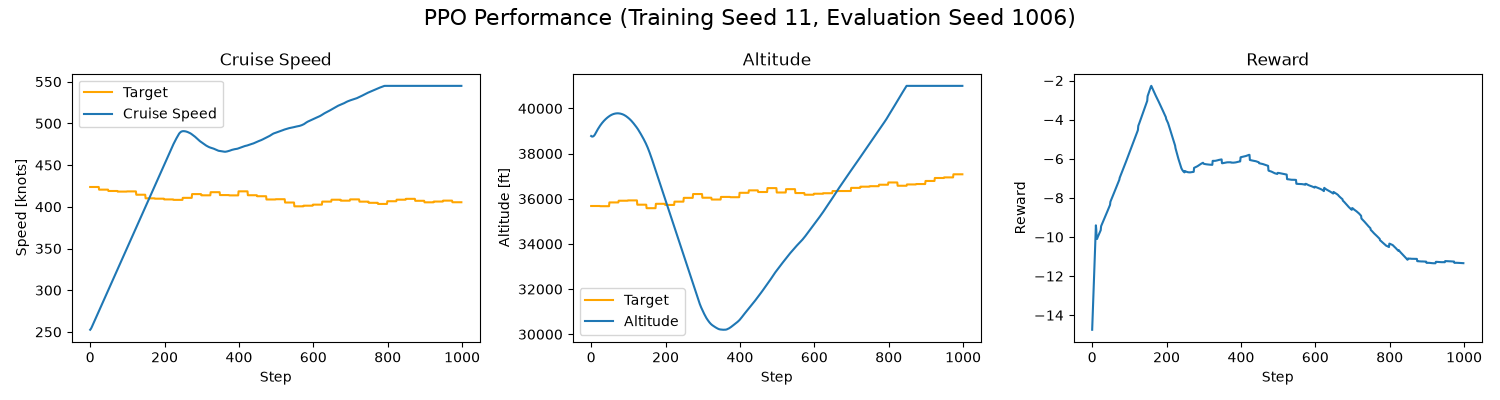 PPO Performance (Training Seed 11, Evaluation Seed 1006)
Cruise Speed
Speed [knots]
550
500
450
400
350
300
250
Target
Cruise Speed
0 200 400 600 800 1000
Step
Altitude
Altitude [ft]
40000
38000
36000
34000
32000
30000
Target
Altitude
0 200 400 600 800 1000
Step
Reward
Reward
−2
−4
−6
−8
−10
−12
−14
0 200 400 600 800 1000
Step